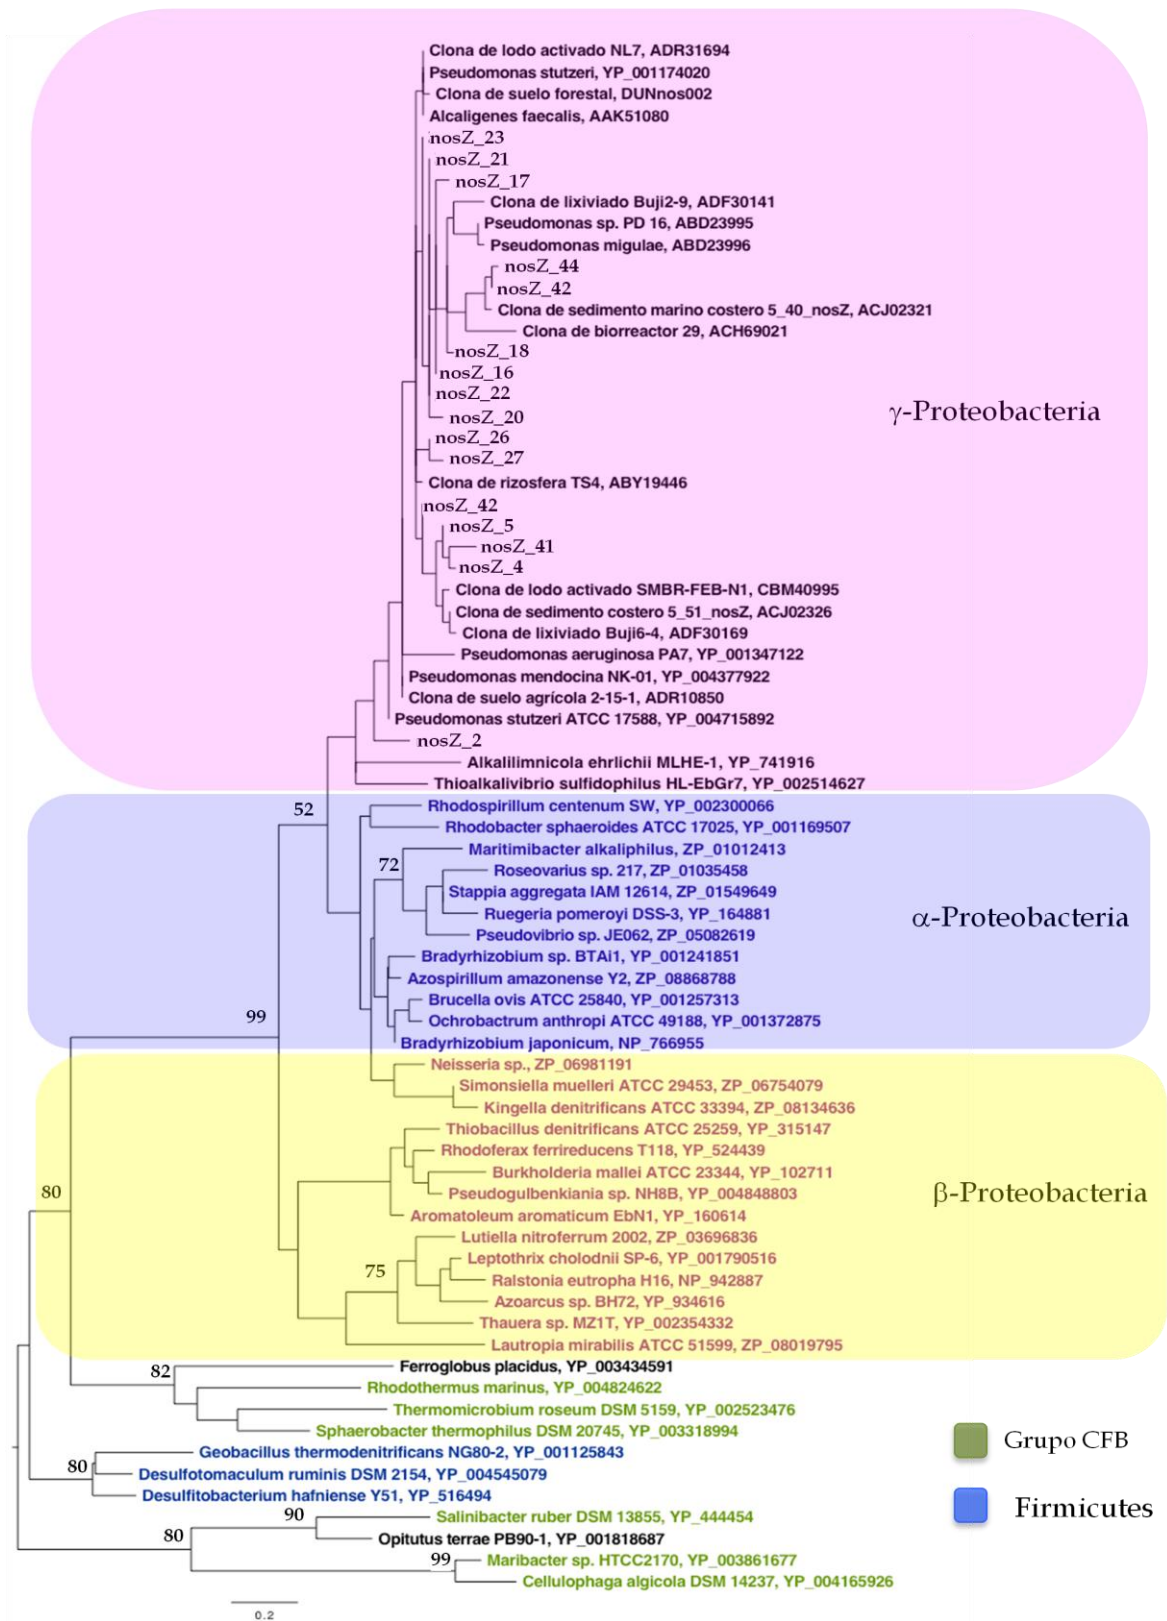 Clona de lodo activado NL7, ADR31694
Pseudomonas stutzeri, YP_001174020
Clona de suelo forestal, DUNnos002
Alcaligenes faecalis, AAK51080
nosZ_23
nosZ_21
nosZ_17
Clona de lixiviado Buji2-9, ADF30141
Pseudomonas sp. PD 16, ABD23995
Pseudomonas migulae, ABD23996
nosZ_44
nosZ_42
Clona de sedimento marino costero 5_40_nosZ, ACJ02321
Clona de biorreactor 29, ACH69021
nosZ_18
nosZ_16
nosZ_22
γ-Proteobacteria
nosZ_20
nosZ_26
nosZ_27
Clona de rizosfera TS4, ABY19446
nosZ_42
nosZ_5
nosZ_41
nosZ_4
Clona de lodo activado SMBR-FEB-N1, CBM40995
Clona de sedimento costero 5_51_nosZ, ACJ02326
Clona de lixiviado Buji6-4, ADF30169
Pseudomonas aeruginosa PA7, YP_001347122
Pseudomonas mendocina NK-01, YP_004377922
Clona de suelo agrícola 2-15-1, ADR10850
Pseudomonas stutzeri ATCC 17588, YP_004715892
nosZ_2
Alkalilimnicola ehrlichii MLHE-1, YP_741916
Thioalkalivibrio sulfidophilus HL-EbGr7, YP_002514627
52
Rhodospirillum centenum SW, YP_002300066
Rhodobacter sphaeroides ATCC 17025, YP_001169507
Maritimibacter alkaliphilus, ZP_01012413
72
Roseovarius sp. 217, ZP_01035458
Stappia aggregata IAM 12614, ZP_01549649
Ruegeria pomeroyi DSS-3, YP_164881
α-Proteobacteria
Pseudovibrio sp. JE062, ZP_05082619
Bradyrhizobium sp. BTAi1, YP_001241851
Azospirillum amazonense Y2, ZP_08868788
Brucella ovis ATCC 25840, YP_001257313
99
Ochrobactrum anthropi ATCC 49188, YP_001372875
Bradyrhizobium japonicum, NP_766955
Neisseria sp., ZP_06981191
Simonsiella muelleri ATCC 29453, ZP_06754079
Kingella denitrificans ATCC 33394, ZP_08134636
Thiobacillus denitrificans ATCC 25259, YP_315147
Rhodoferax ferrireducens T118, YP_524439
Burkholderia mallei ATCC 23344, YP_102711
80
Pseudogulbenkiania sp. NH8B, YP_004848803
β-Proteobacteria
Aromatoleum aromaticum EbN1, YP_160614
Lutiella nitroferrum 2002, ZP_03696836
Leptothrix cholodnii SP-6, YP_001790516
75
Ralstonia eutropha H16, NP_942887
Azoarcus sp. BH72, YP_934616
Thauera sp. MZ1T, YP_002354332
Lautropia mirabilis ATCC 51599, ZP_08019795
Ferroglobus placidus, YP_003434591
82
Rhodothermus marinus, YP_004824622
Thermomicrobium roseum DSM 5159, YP_002523476
Sphaerobacter thermophilus DSM 20745, YP_003318994
Grupo CFB
Geobacillus thermodenitrificans NG80-2, YP_001125843
80
Desulfotomaculum ruminis DSM 2154, YP_004545079
Desulfitobacterium hafniense Y51, YP_516494
Firmicutes
90
Salinibacter ruber DSM 13855, YP_444454
80
Opitutus terrae PB90-1, YP_001818687
99
Maribacter sp. HTCC2170, YP_003861677
Cellulophaga algicola DSM 14237, YP_004165926
0.2